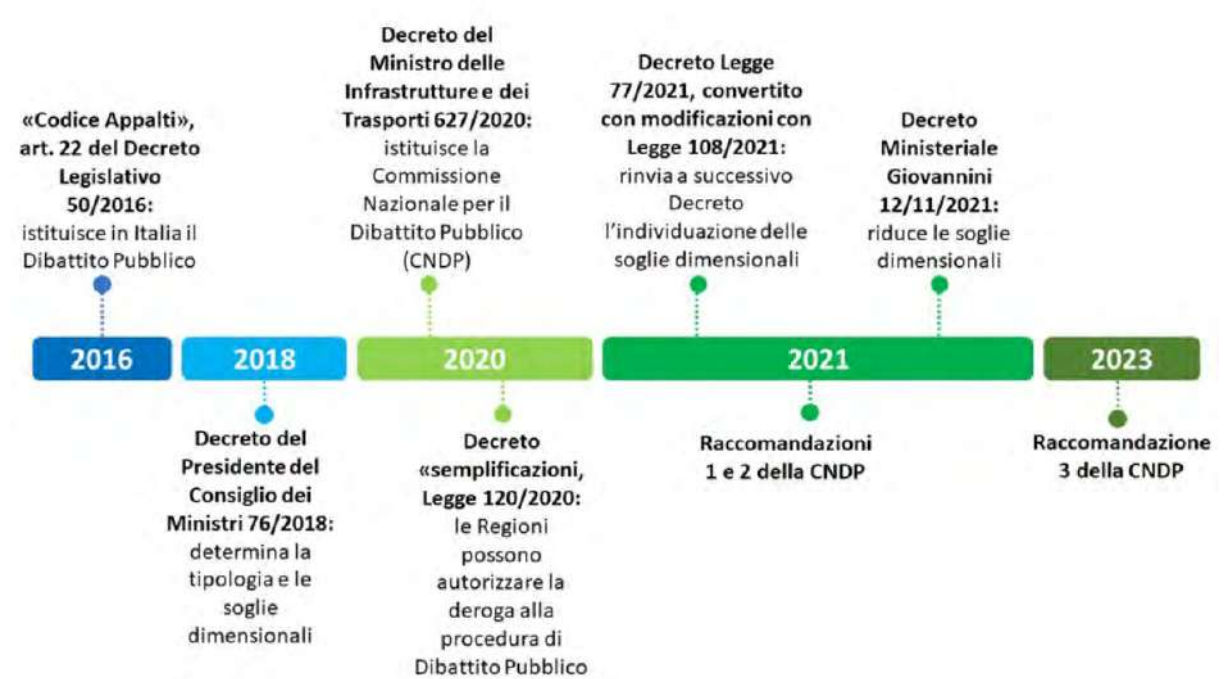 «Codice Appalti»,
art. 22 del Decreto
Legislativo
50/2016:
istituisce in Italia il
Dibattito Pubblico
Decreto del
Ministro delle
Infrastrutture e dei
Trasporti 627/2020:
istituisce la
Commissione
Nazionale per il
Dibattito Pubblico
(CNDP)
Decreto Legge
77/2021, convertito
con modificazioni con
Legge 108/2021:
rinvia a successivo
Decreto
l'individuazione delle
soglie dimensionali
Decreto
Ministeriale
Giovannini
12/11/2021:
riduce le soglie
dimensionali
2016
2018
2020
2021
2023
Decreto del
Presidente del
Consiglio dei
Ministri 76/2018:
determina la
tipologia e le
soglie
dimensionali
Decreto
«semplificazioni,
Legge 120/2020:
le Regioni
possono
autorizzare la
deroga alla
procedura di
Dibattito Pubblico
Raccomandazioni
1 e 2 della CNDP
Raccomandazione
3 della CNDP